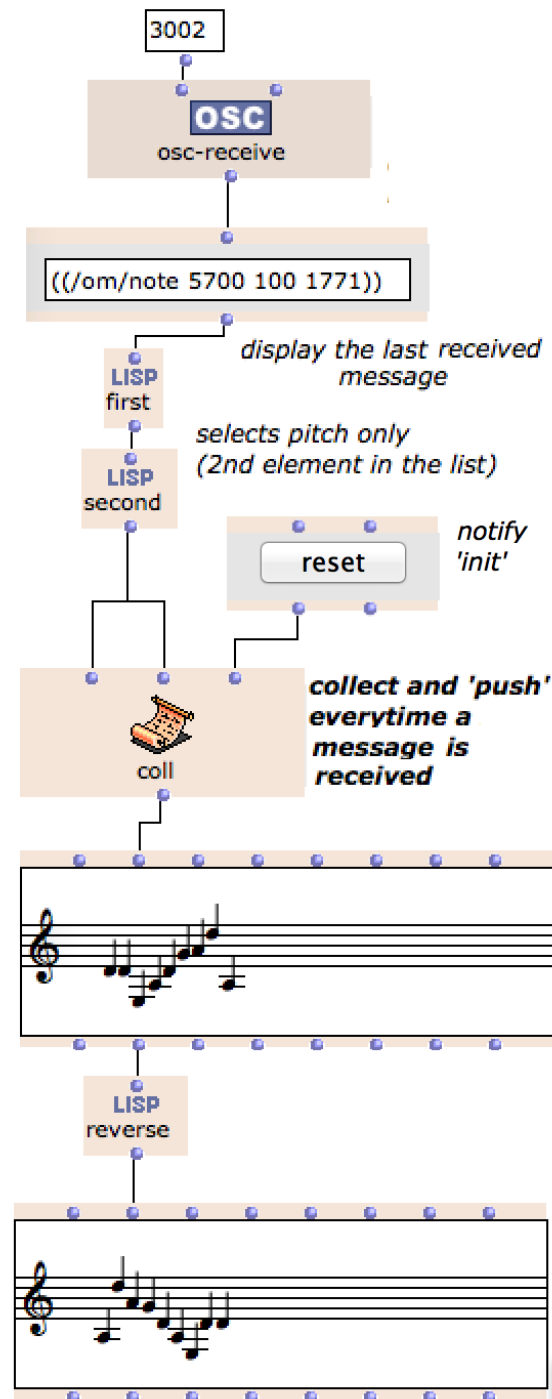 3002
OSC
osc-receive
((/om/note 5700 100 1771))
display the last received
message
LISP
first
selects pitch only
(2nd element in the list)
LISP
second
notify
'init'
reset
collect and 'push'
everytime a
message is
received
coll
LISP
reverse